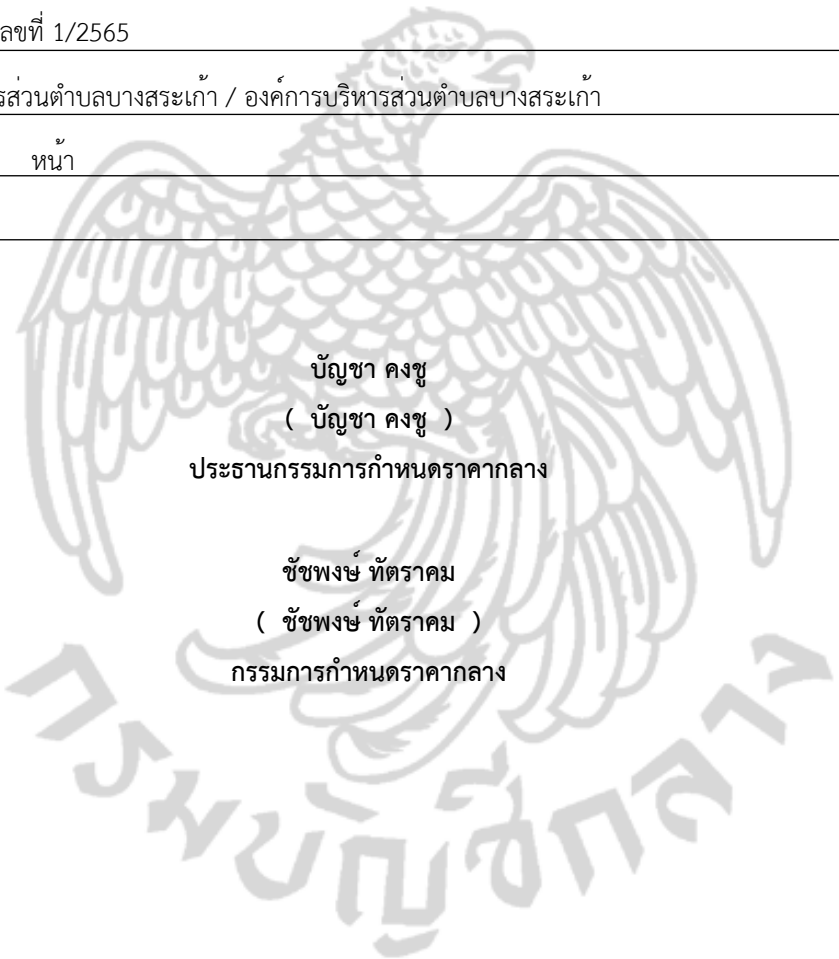 ลขที่ 1/2565
รส่วนตำบลบางสระเก้า / องค์การบริหารส่วนตำบลบางสระเก้า
หน้า
บัญชา คงชู
( บัญชา คงชู )
ประธานกรรมการกำหนดราคากลาง
ชัชพงษ์ ทัตราคม
( ชัชพงษ์ ทัตราคม )
กรรมการกำหนดราคากลาง
กรมบัญชีกลาง